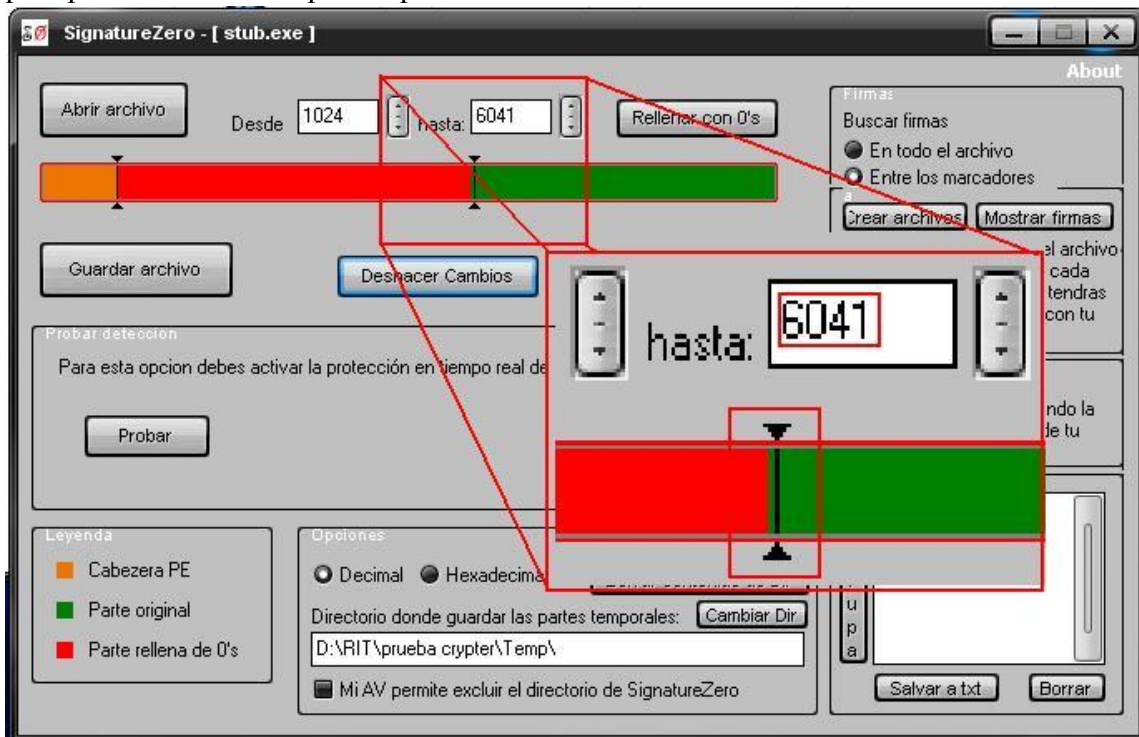 SignatureZero - [ stub.exe ]
About
Abrir archivo
Desde
1024
hasta:
6041
Rellenar con 0's
Firmas
Buscar firmas
En todo el archivo
Entre los marcadores
Crear archivos
Mostrar firmas
Guardar archivo
Deshacer Cambios
el archivo
cada
tendras
con tu
hasta:
6041
Probar deteccion
Para esta opcion debes activar la protección en tiempo real de
Probar
ndo la
de tu
Leyenda
Cabezera PE
Parte original
Parte rellena de 0's
Opciones
Decimal
Hexadecima
Directorio donde guardar las partes temporales:
Cambiar Dir
D:\RIT\prueba crypter\Temp\
Mi AV permite excluir el directorio de SignatureZero
u
p
a
Salvar a txt
Borrar